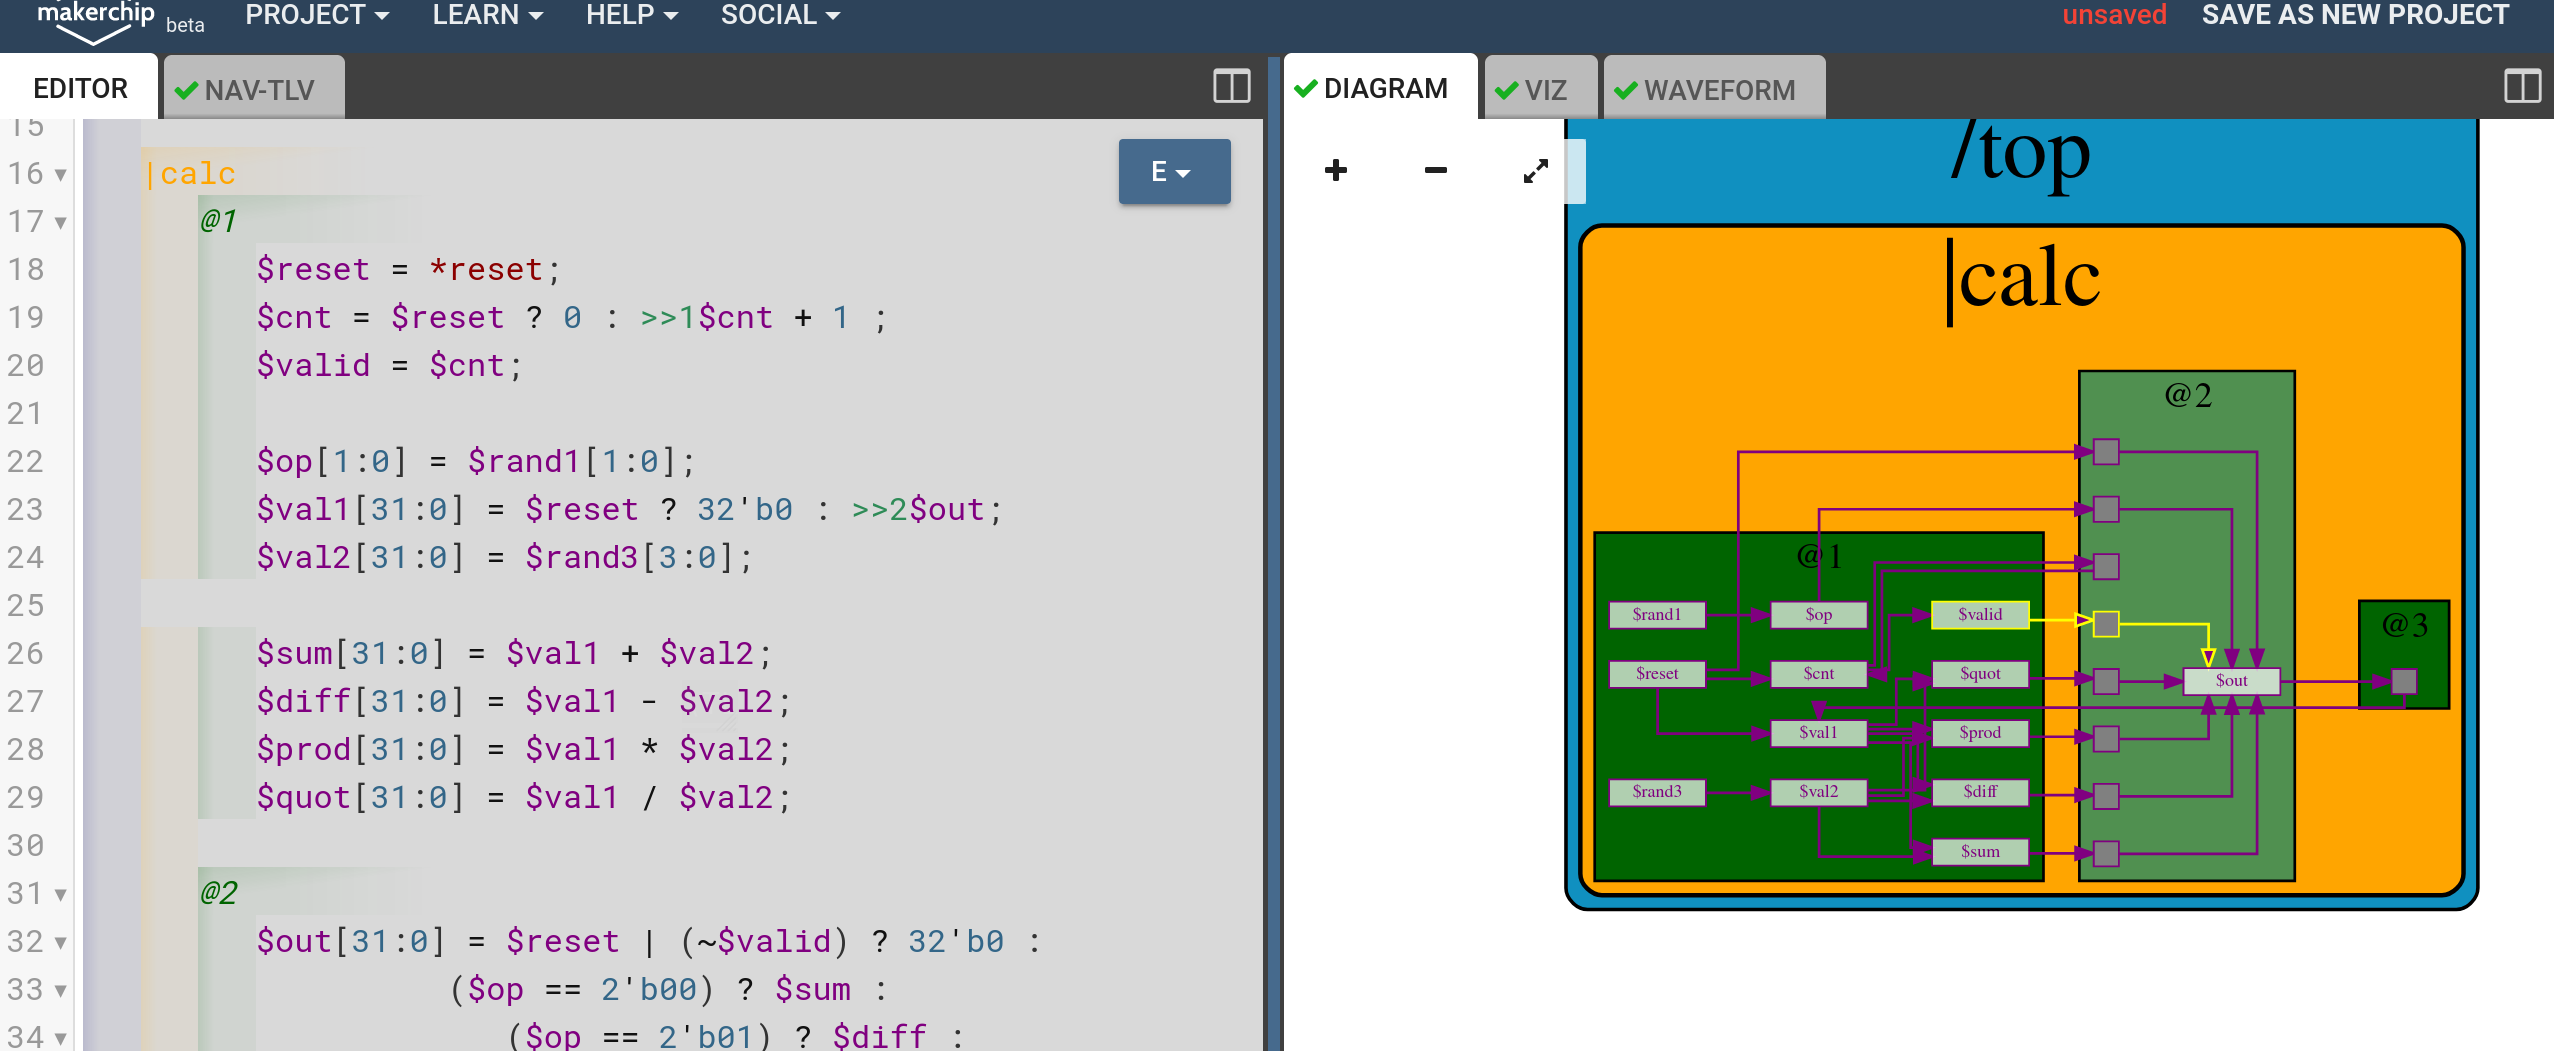 makerchip beta PROJECT LEARN HELP SOCIAL unsaved SAVE AS NEW PROJECT
EDITOR NAV-TLV DIAGRAM VIZ WAVEFORM
15
16 |calc E
17 @1
18 $reset = *reset;
19 $cnt = $reset ? 0 : >>1$cnt + 1 ;
20 $valid = $cnt;
21
22 $op[1:0] = $rand1[1:0];
23 $val1[31:0] = $reset ? 32'b0 : >>2$out;
24 $val2[31:0] = $rand3[3:0];
25
26 $sum[31:0] = $val1 + $val2;
27 $diff[31:0] = $val1 - $val2;
28 $prod[31:0] = $val1 * $val2;
29 $quot[31:0] = $val1 / $val2;
30
31 @2
32 $out[31:0] = $reset | (~$valid) ? 32'b0 :
33 ($op == 2'b00) ? $sum :
34 ($op == 2'b01) ? $diff :
/top
|calc
@2
@1
$rand1 $op $valid
@3
$reset $cnt $quot
$out
$val1 $prod
$rand3 $val2 $diff
$sum